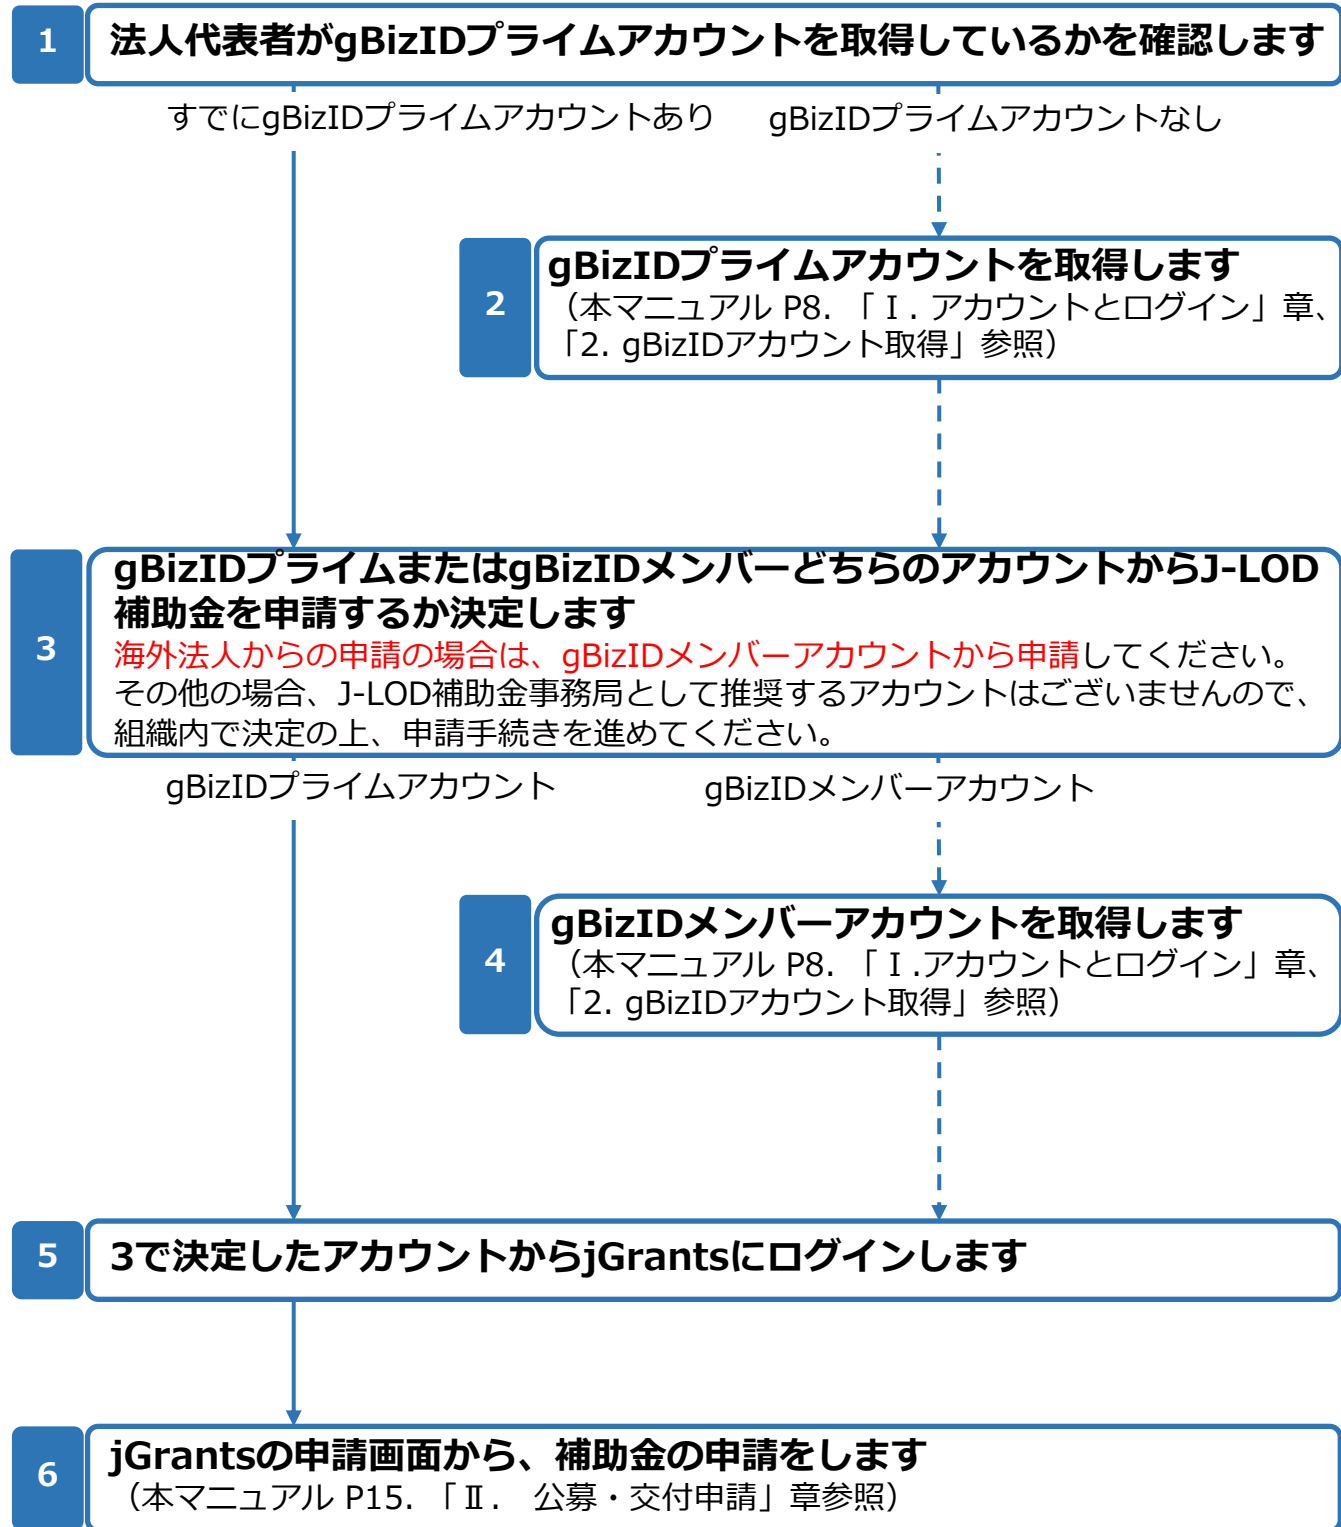 1
法人代表者がgBizIDプライムアカウントを取得しているかを確認します
すでにgBizIDプライムアカウントあり
gBizIDプライムアカウントなし
2
gBizIDプライムアカウントを取得します
（本マニュアル P8. 「Ⅰ. アカウントとログイン」章、
「2. gBizIDアカウント取得」参照）
3
gBizIDプライムまたはgBizIDメンバーどちらのアカウントからJ-LOD
補助金を申請するか決定します
海外法人からの申請の場合は、gBizIDメンバーアカウントから申請してください。
その他の場合、J-LOD補助金事務局として推奨するアカウントはございませんので、
組織内で決定の上、申請手続きを進めてください。
gBizIDプライムアカウント
gBizIDメンバーアカウント
4
gBizIDメンバーアカウントを取得します
（本マニュアル P8. 「Ⅰ.アカウントとログイン」章、
「2. gBizIDアカウント取得」参照）
5
3で決定したアカウントからjGrantsにログインします
6
jGrantsの申請画面から、補助金の申請をします
（本マニュアル P15. 「Ⅱ.　公募・交付申請」章参照）